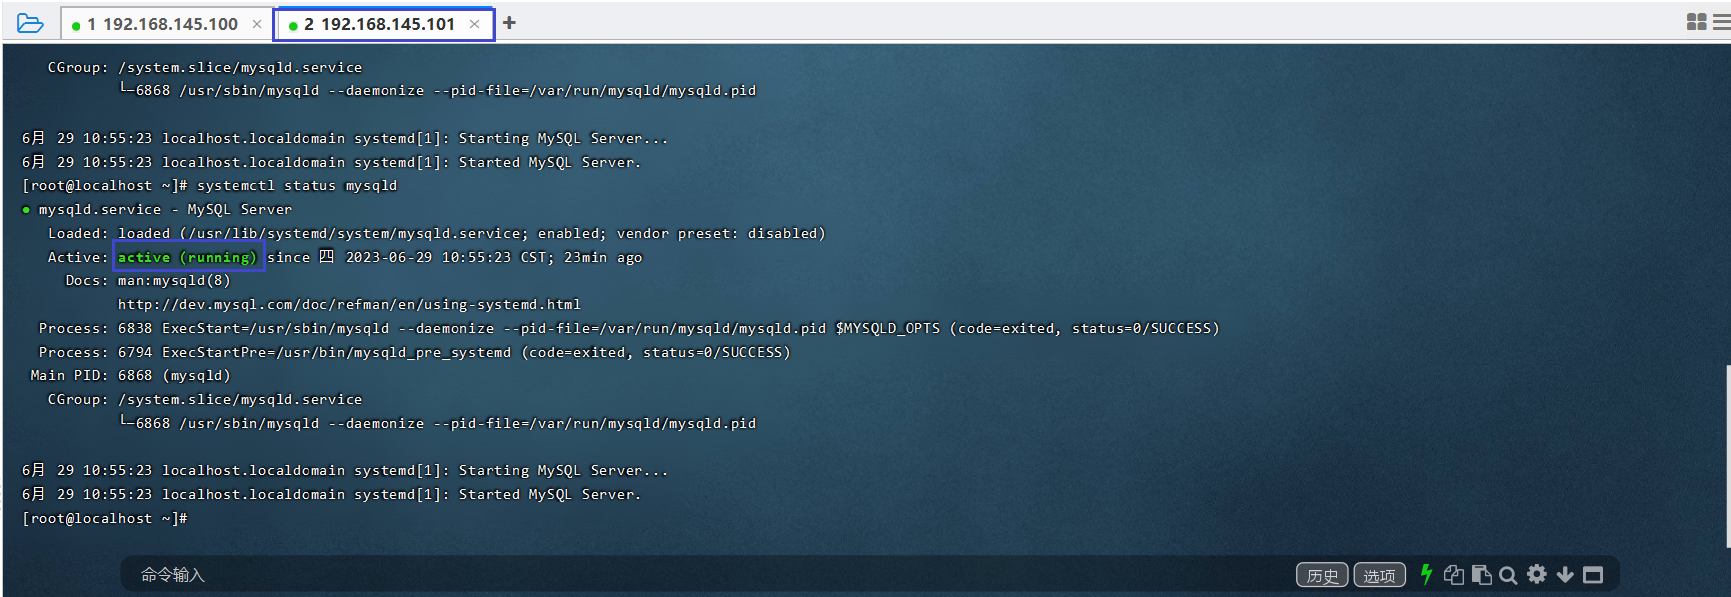 1 192.168.145.100 × 2 192.168.145.101 × +
CGroup: /system.slice/mysqld.service
└─6868 /usr/sbin/mysqld --daemonize --pid-file=/var/run/mysqld/mysqld.pid
6月 29 10:55:23 localhost.localdomain systemd[1]: Starting MySQL Server...
6月 29 10:55:23 localhost.localdomain systemd[1]: Started MySQL Server.
[root@localhost ~]# systemctl status mysqld
● mysqld.service - MySQL Server
Loaded: loaded (/usr/lib/systemd/system/mysqld.service; enabled; vendor preset: disabled)
Active: active (running) since 四 2023-06-29 10:55:23 CST; 23min ago
Docs: man:mysqld(8)
http://dev.mysql.com/doc/refman/en/using-systemd.html
Process: 6838 ExecStart=/usr/sbin/mysqld --daemonize --pid-file=/var/run/mysqld/mysqld.pid $MYSQLD_OPTS (code=exited, status=0/SUCCESS)
Process: 6794 ExecStartPre=/usr/bin/mysqld_pre_systemd (code=exited, status=0/SUCCESS)
Main PID: 6868 (mysqld)
CGroup: /system.slice/mysqld.service
└─6868 /usr/sbin/mysqld --daemonize --pid-file=/var/run/mysqld/mysqld.pid
6月 29 10:55:23 localhost.localdomain systemd[1]: Starting MySQL Server...
6月 29 10:55:23 localhost.localdomain systemd[1]: Started MySQL Server.
[root@localhost ~]#
命令输入 历史 选项